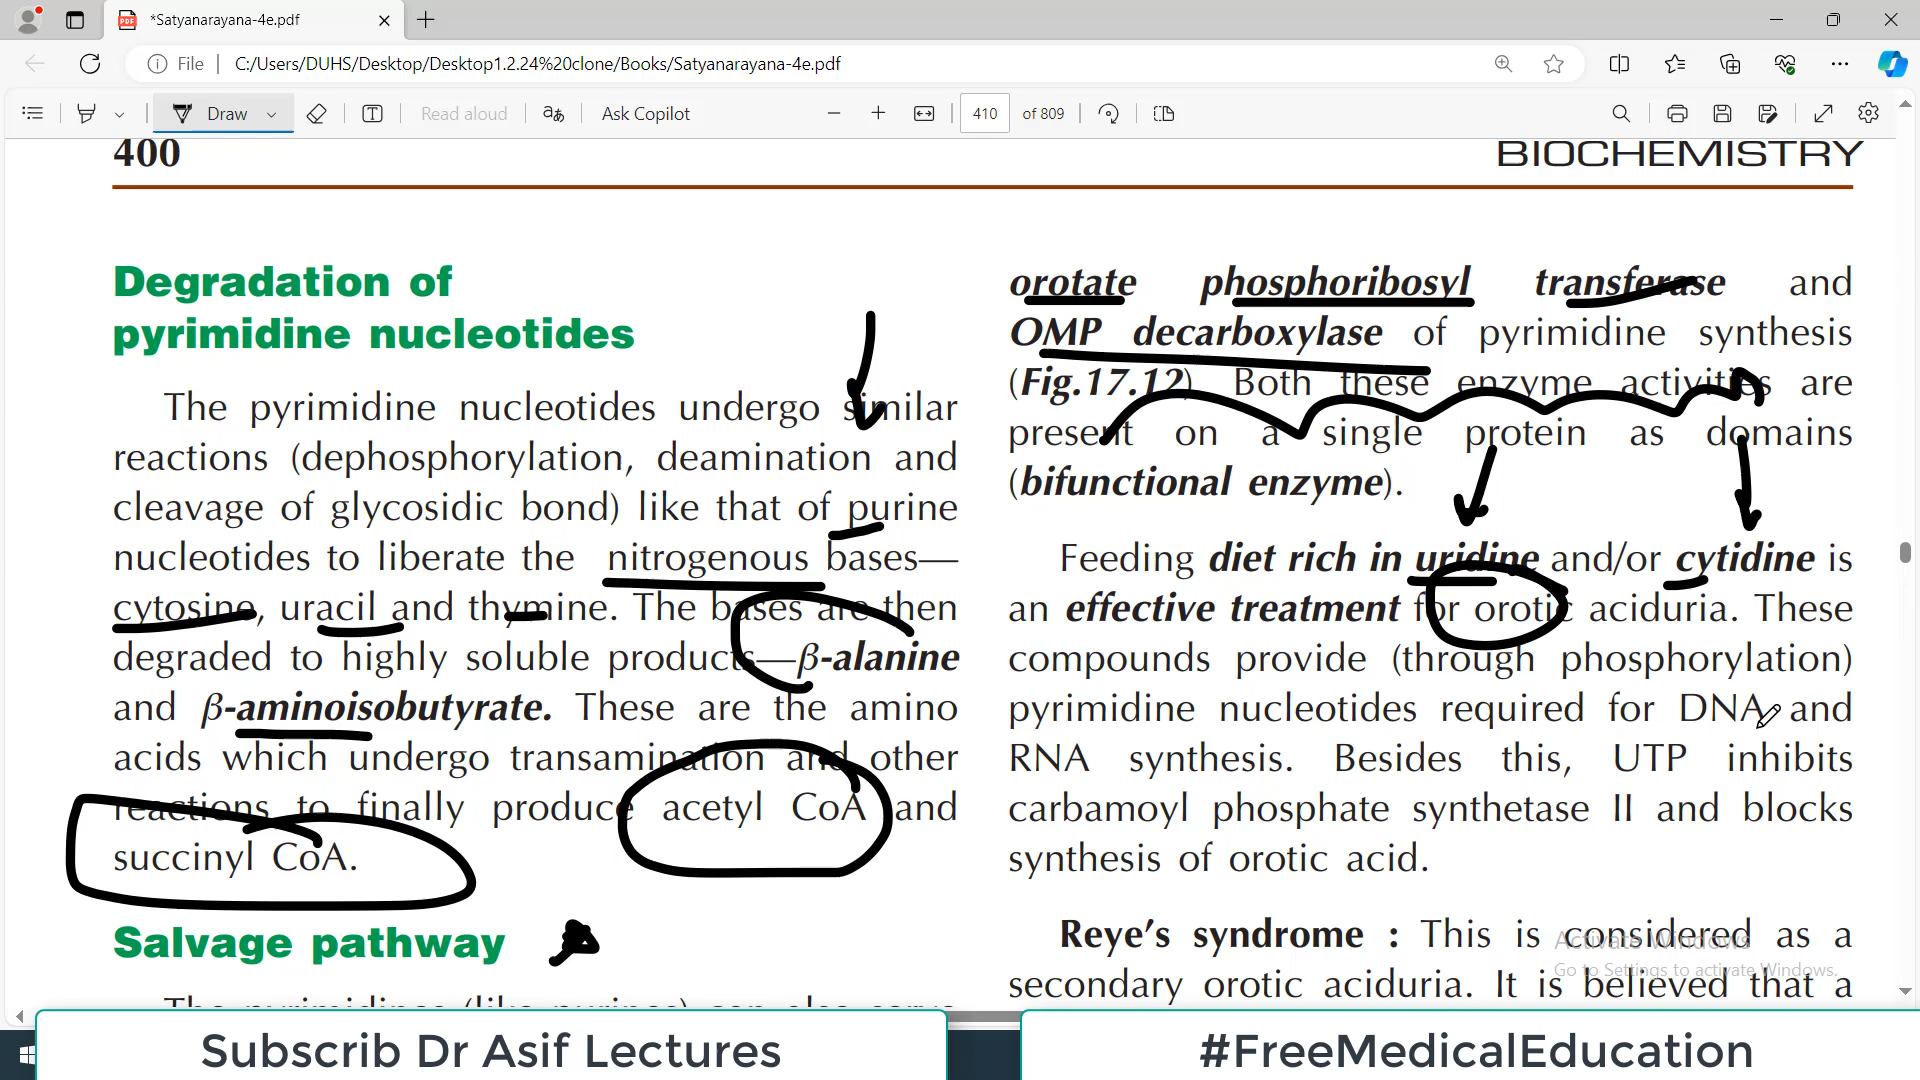 *Satyanarayana-4e.pdf
File
C:/Users/DUHS/Desktop/Desktop1.2.24%20clone/Books/Satyanarayana-4e.pdf
Draw
Read aloud
aあ
Ask Copilot
410 of 809
400
BIOCHEMISTRY
Degradation of
pyrimidine nucleotides
The pyrimidine nucleotides undergo similar
reactions (dephosphorylation, deamination and
cleavage of glycosidic bond) like that of purine
nucleotides to liberate the nitrogenous bases—
cytosine, uracil and thymine. The bases are then
degraded to highly soluble products—β-alanine
and β-aminoisobutyrate. These are the amino
acids which undergo transamination and other
reactions to finally produce acetyl CoA and
succinyl CoA.
Salvage pathway
The pyrimidines (like purines) can also serve
orotate phosphoribosyl transferase and
OMP decarboxylase of pyrimidine synthesis
(Fig.17.12). Both these enzyme activities are
present on a single protein as domains
(bifunctional enzyme).
Feeding diet rich in uridine and/or cytidine is
an effective treatment for orotic aciduria. These
compounds provide (through phosphorylation)
pyrimidine nucleotides required for DNA and
RNA synthesis. Besides this, UTP inhibits
carbamoyl phosphate synthetase II and blocks
synthesis of orotic acid.
Reye's syndrome : This is considered as a
secondary orotic aciduria. It is believed that a
Activate Windows
Go to Settings to activate Windows.
Subscrib Dr Asif Lectures
#FreeMedicalEducation